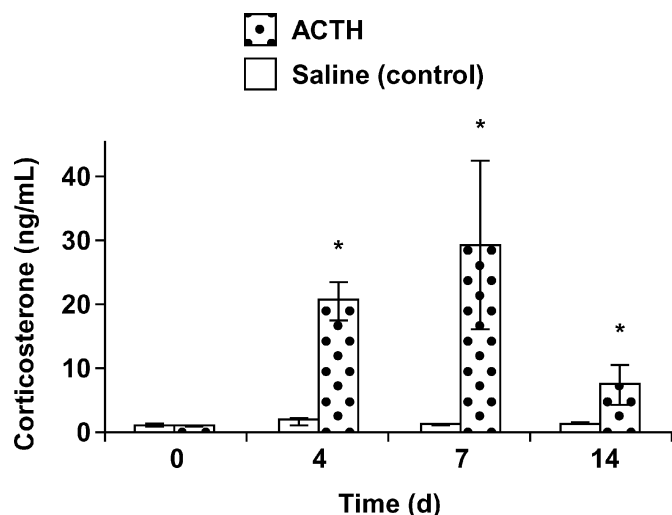 ACTH
Saline (control)
Corticosterone (ng/mL)
40
30
20
10
0
*
*
*
0 4 7 14
Time (d)